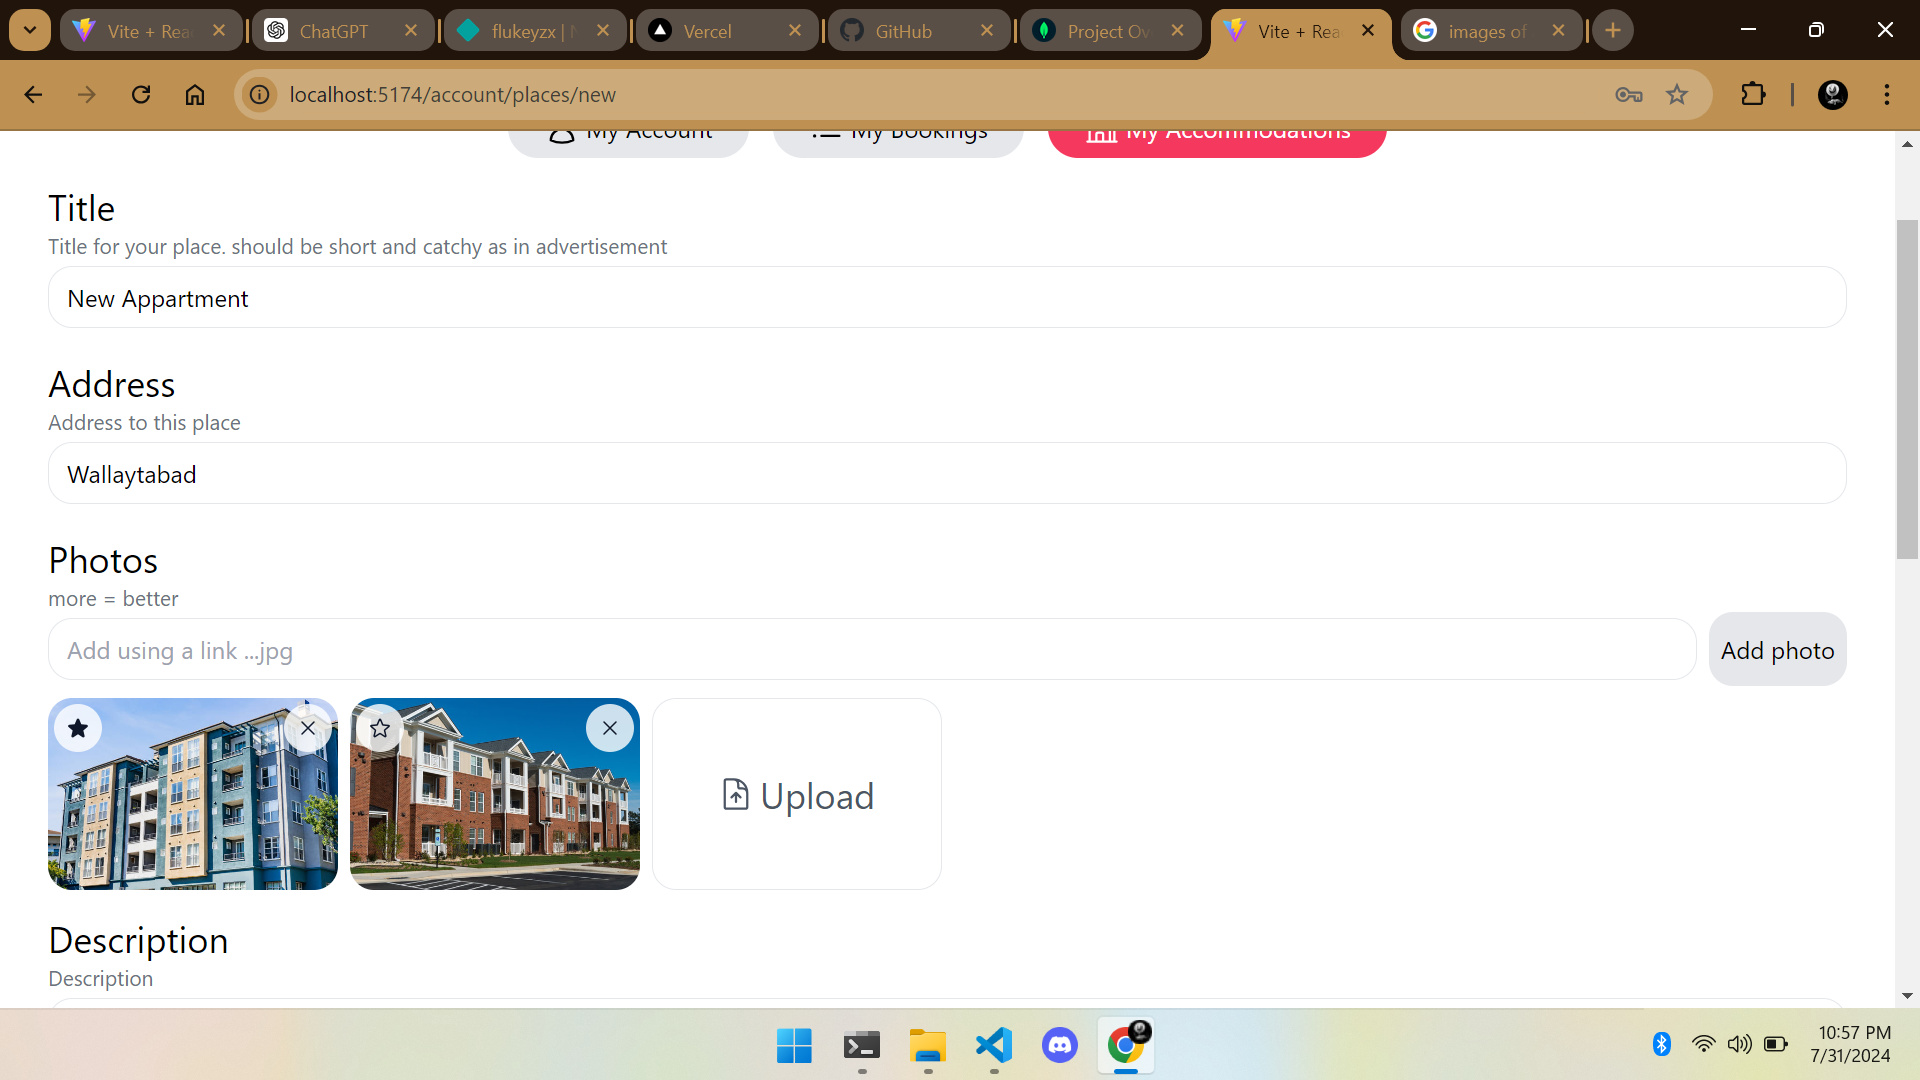 Vite + Rea
ChatGPT
flukeyzx | N
Vercel
GitHub
Project Ov
Vite + Rea
images of
localhost:5174/account/places/new
My Account
My Bookings
My Accommodations
Title
Title for your place. should be short and catchy as in advertisement
New Appartment
Address
Address to this place
Wallaytabad
Photos
more = better
Add using a link ...jpg
Add photo
Upload
Description
Description
10:57 PM
7/31/2024